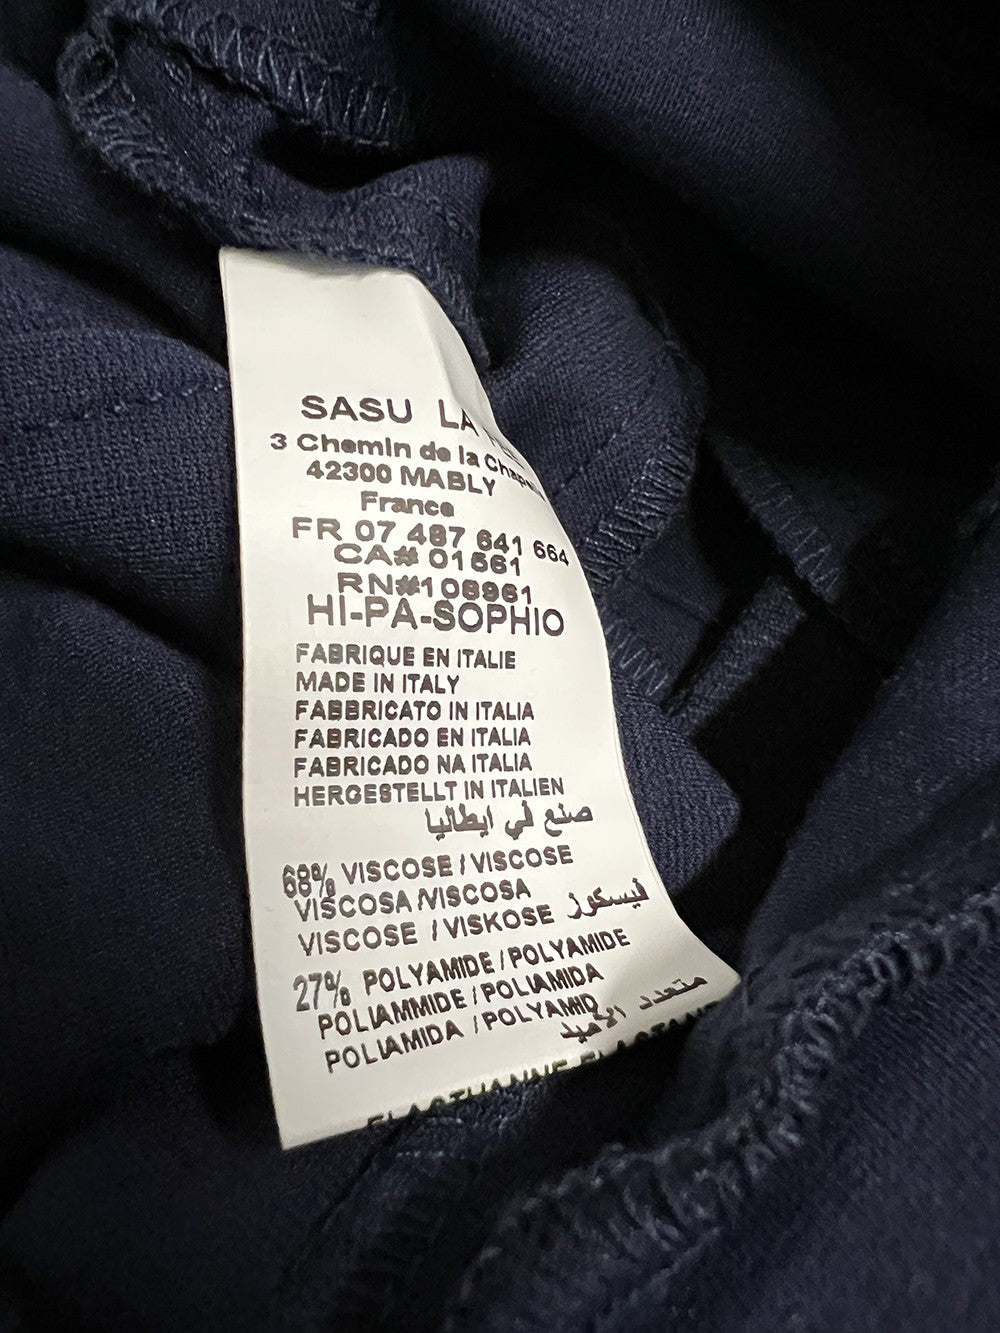 SASU LA
3 Chemin de la
42300 MABLY
France
FR 07 487 641 664
CA# 01561
RN#108961
HI-PA-SOPHIO
FABRIQUE EN ITALIE
MADE IN ITALY
FABBRICATO IN ITALIA
FABRICADO EN ITALIA
FABRICADO NA ITALIA
HERGESTELLT IN ITALIEN
صنع في ايطاليا
68% VISCOSE / VISCOSE
VISCOSA /VISCOSA
VISCOSE / VISKOSE فيسكوز
27% POLYAMIDE / POLYAMIDE
POLIAMMIDE / POLIAMIDA
POLIAMIDA / POLYAMID متعدد الأميد